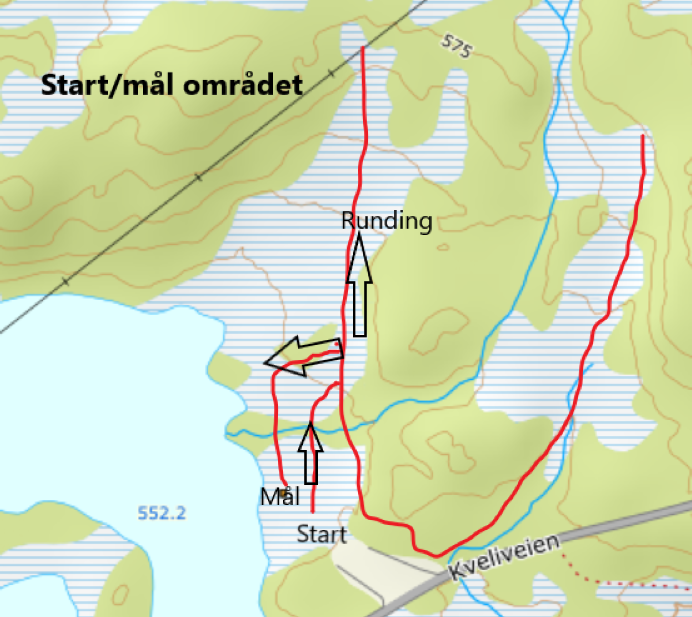 575
Start/mål området
Runding
Mål
552.2
Start
Kveliveien